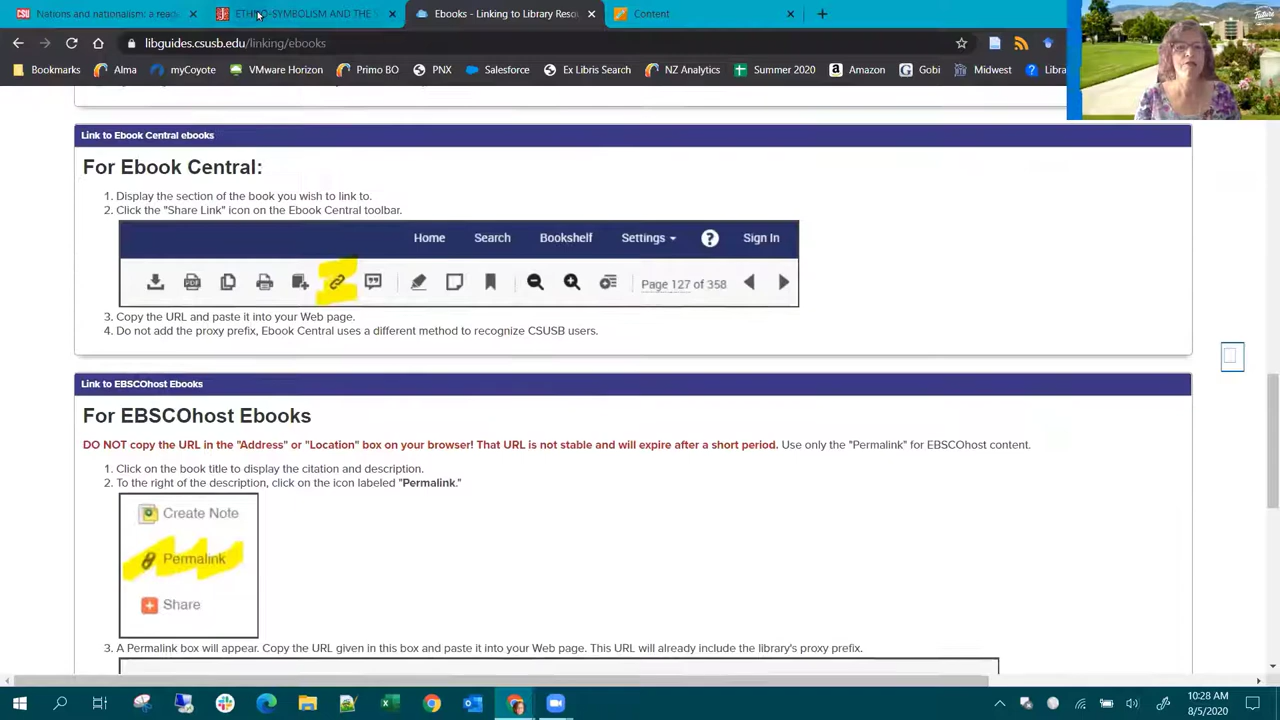 CSU Nations and nationalism: a reade ×
ETHNO-SYMBOLISM AND THE S ×
Ebooks - Linking to Library Resou ×
Content ×
libguides.csusb.edu/linking/ebooks
Bookmarks Alma myCoyote VMware Horizon Primo BO PNX Salesforce Ex Libris Search NZ Analytics Summer 2020 Amazon Gobi Midwest Libra
Link to Ebook Central ebooks
For Ebook Central:
1. Display the section of the book you wish to link to.
2. Click the "Share Link" icon on the Ebook Central toolbar.
Home Search Bookshelf Settings ? Sign In
Page 127 of 358
3. Copy the URL and paste it into your Web page.
4. Do not add the proxy prefix, Ebook Central uses a different method to recognize CSUSB users.
Link to EBSCOhost Ebooks
For EBSCOhost Ebooks
DO NOT copy the URL in the "Address" or "Location" box on your browser! That URL is not stable and will expire after a short period. Use only the "Permalink" for EBSCOhost content.
1. Click on the book title to display the citation and description.
2. To the right of the description, click on the icon labeled "Permalink."
Create Note
Permalink
Share
3. A Permalink box will appear. Copy the URL given in this box and paste it into your Web page. This URL will already include the library's proxy prefix.
10:28 AM
8/5/2020